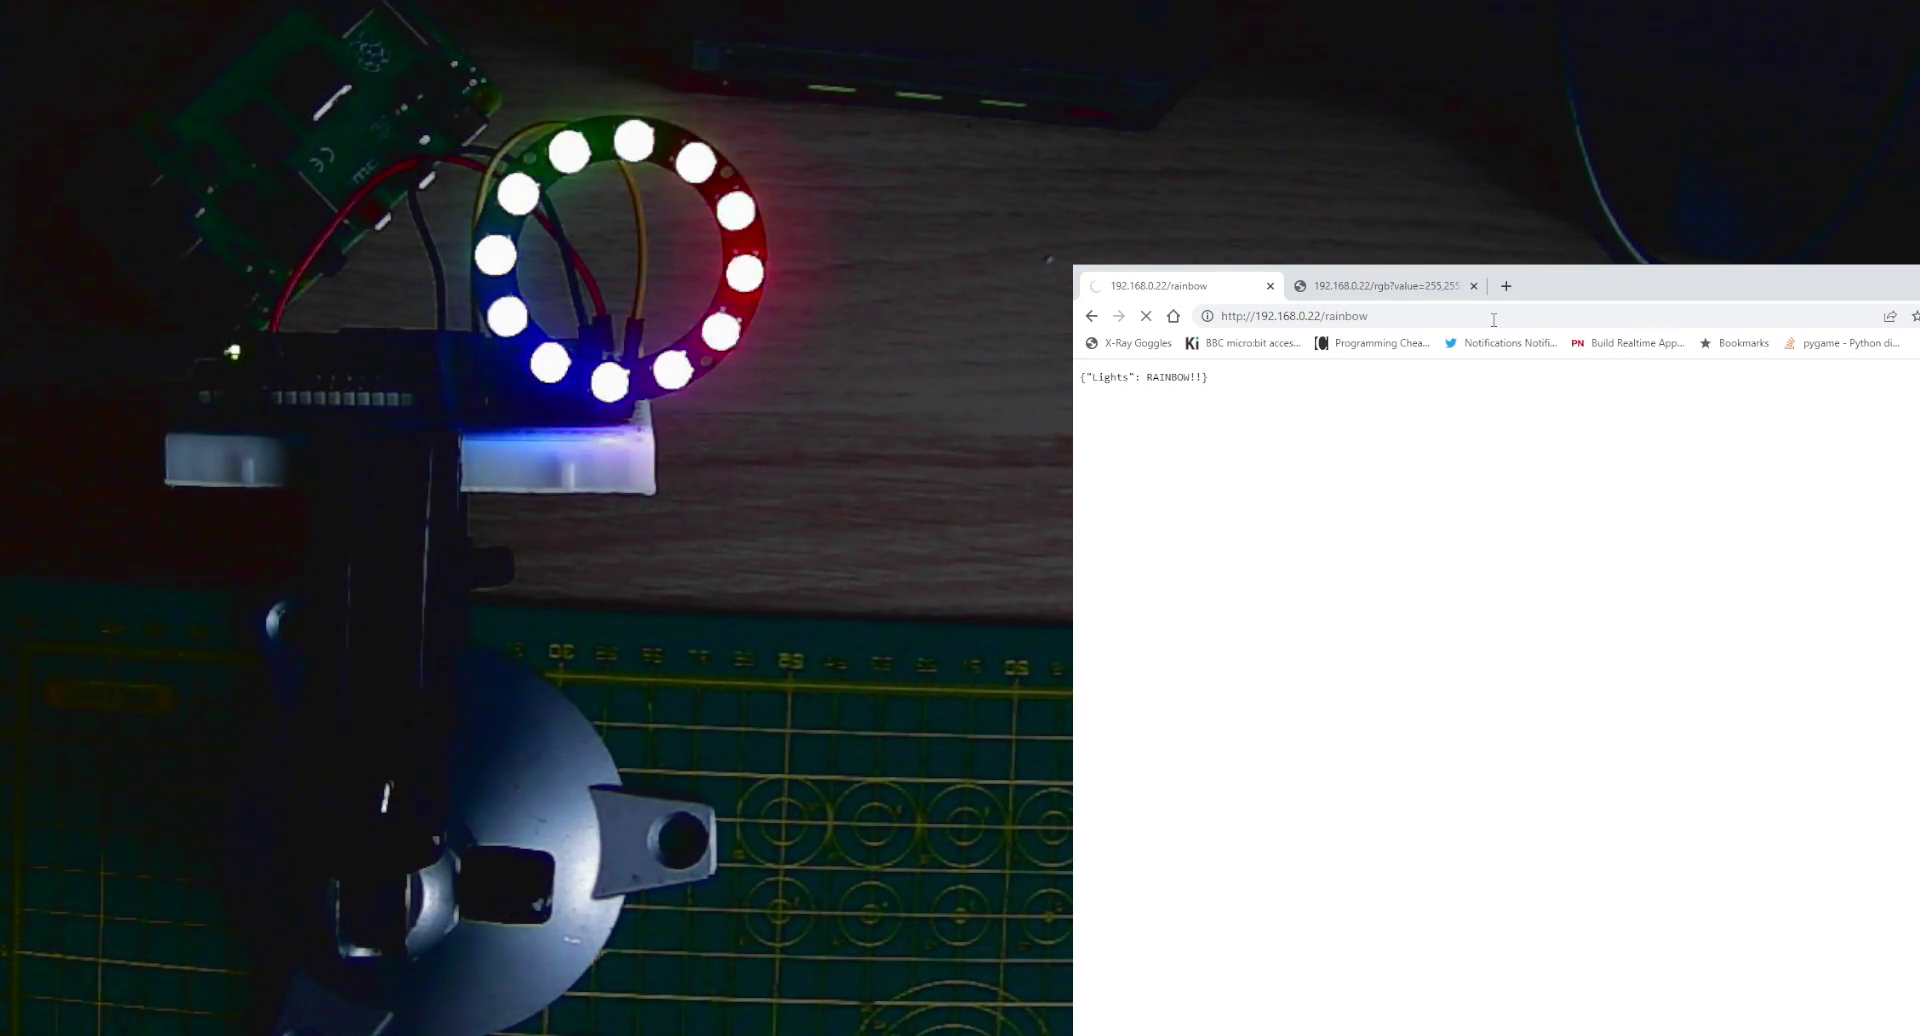 192.168.0.22/rainbow
192.168.0.22/rgb?value=255,255
http://192.168.0.22/rainbow
X-Ray Goggles
BBC micro:bit acces...
Programming Chea...
Notifications Notifi...
PN Build Realtime App...
Bookmarks
pygame - Python di...
{"Lights": RAINBOW!!}
CE
30